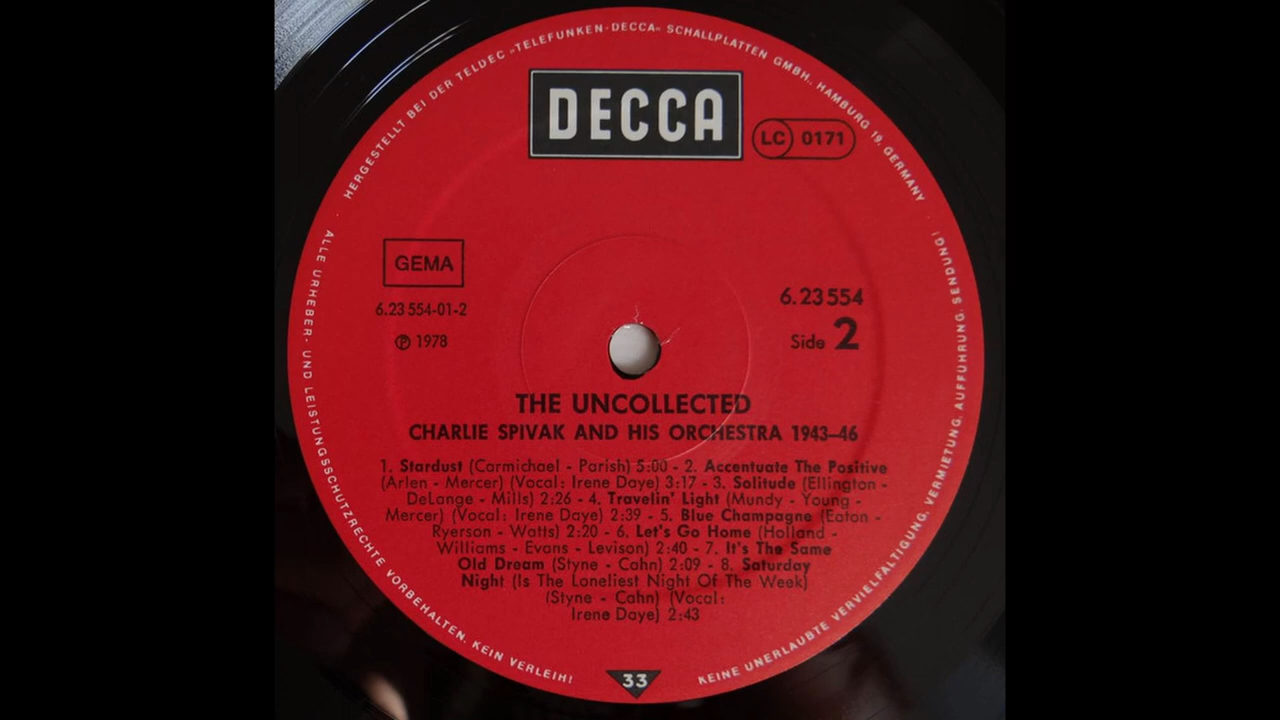 HERGESTELLT BEI DER TELDEC »TELEFUNKEN-DECCA« SCHALLPLATTEN GMBH., HAMBURG 19, GERMANY
DECCA
LC 0171
GEMA
6.23 554-01-2
℗ 1978
6.23554
Side 2
THE UNCOLLECTED
CHARLIE SPIVAK AND HIS ORCHESTRA 1943–46
1. Stardust (Carmichael - Parish) 5:00 - 2. Accentuate The Positive
(Arlen - Mercer) (Vocal: Irene Daye) 3:17 - 3. Solitude (Ellington -
DeLange - Mills) 2:26 - 4. Travelin' Light (Mundy - Young -
Mercer) (Vocal: Irene Daye) 2:39 - 5. Blue Champagne (Eaton -
Ryerson - Watts) 2:20 - 6. Let's Go Home (Holland -
Williams - Evans - Levison) 2:40 - 7. It's The Same
Old Dream (Styne - Cahn) 2:09 - 8. Saturday
Night (Is The Loneliest Night Of The Week)
(Styne - Cahn) (Vocal:
Irene Daye) 2:43
33
ALLE URHEBER- UND LEISTUNGSSCHUTZRECHTE VORBEHALTEN. KEIN VERLEIH!
KEINE UNERLAUBTE VERVIELFÄLTIGUNG, VERMIETUNG, AUFFÜHRUNG, SENDUNG!